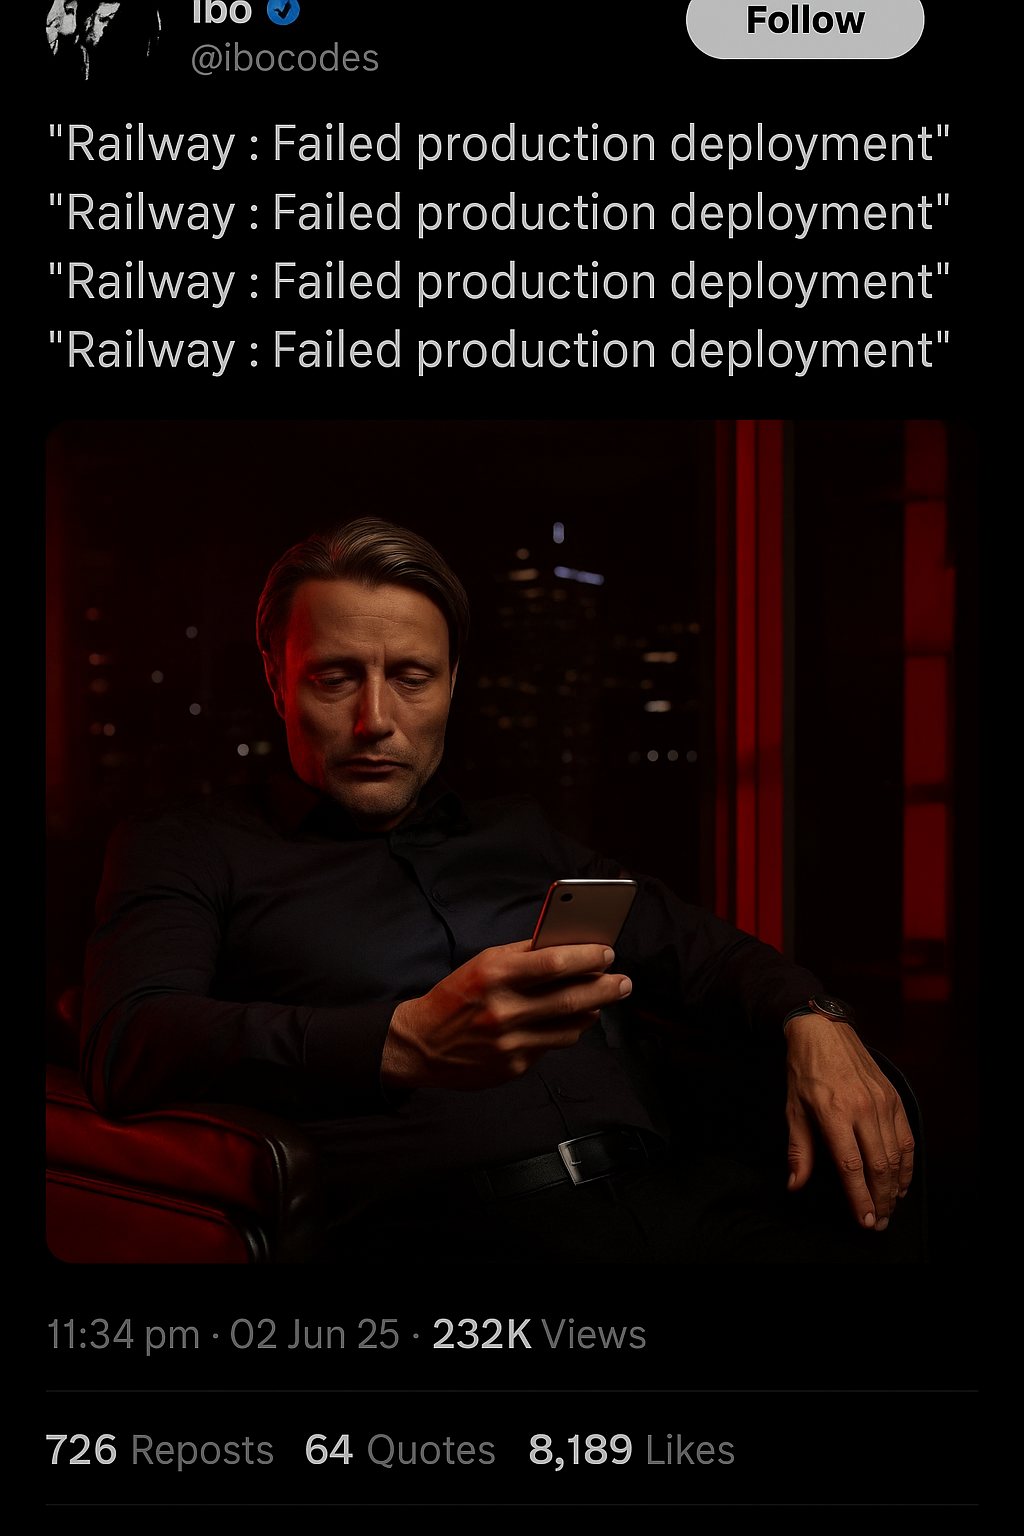 Ibo
Follow
@ibocodes
"Railway : Failed production deployment"
"Railway : Failed production deployment"
"Railway : Failed production deployment"
"Railway : Failed production deployment"
11:34 pm · 02 Jun 25 · 232K Views
726 Reposts 64 Quotes 8,189 Likes